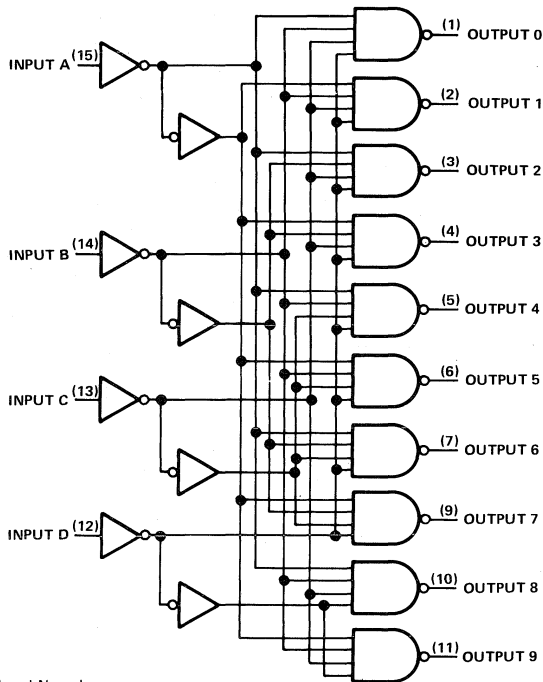 (1) OUTPUT 0
INPUT A (15)
(2) OUTPUT 1
(3) OUTPUT 2
(4) OUTPUT 3
INPUT B (14)
(5) OUTPUT 4
(6) OUTPUT 5
INPUT C (13)
(7) OUTPUT 6
(9) OUTPUT 7
INPUT D (12)
(10) OUTPUT 8
(11) OUTPUT 9